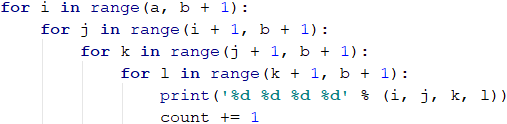 for i in range(a, b + 1):
    for j in range(i + 1, b + 1):
        for k in range(j + 1, b + 1):
            for l in range(k + 1, b + 1):
                print('%d %d %d %d' % (i, j, k, l))
                count += 1